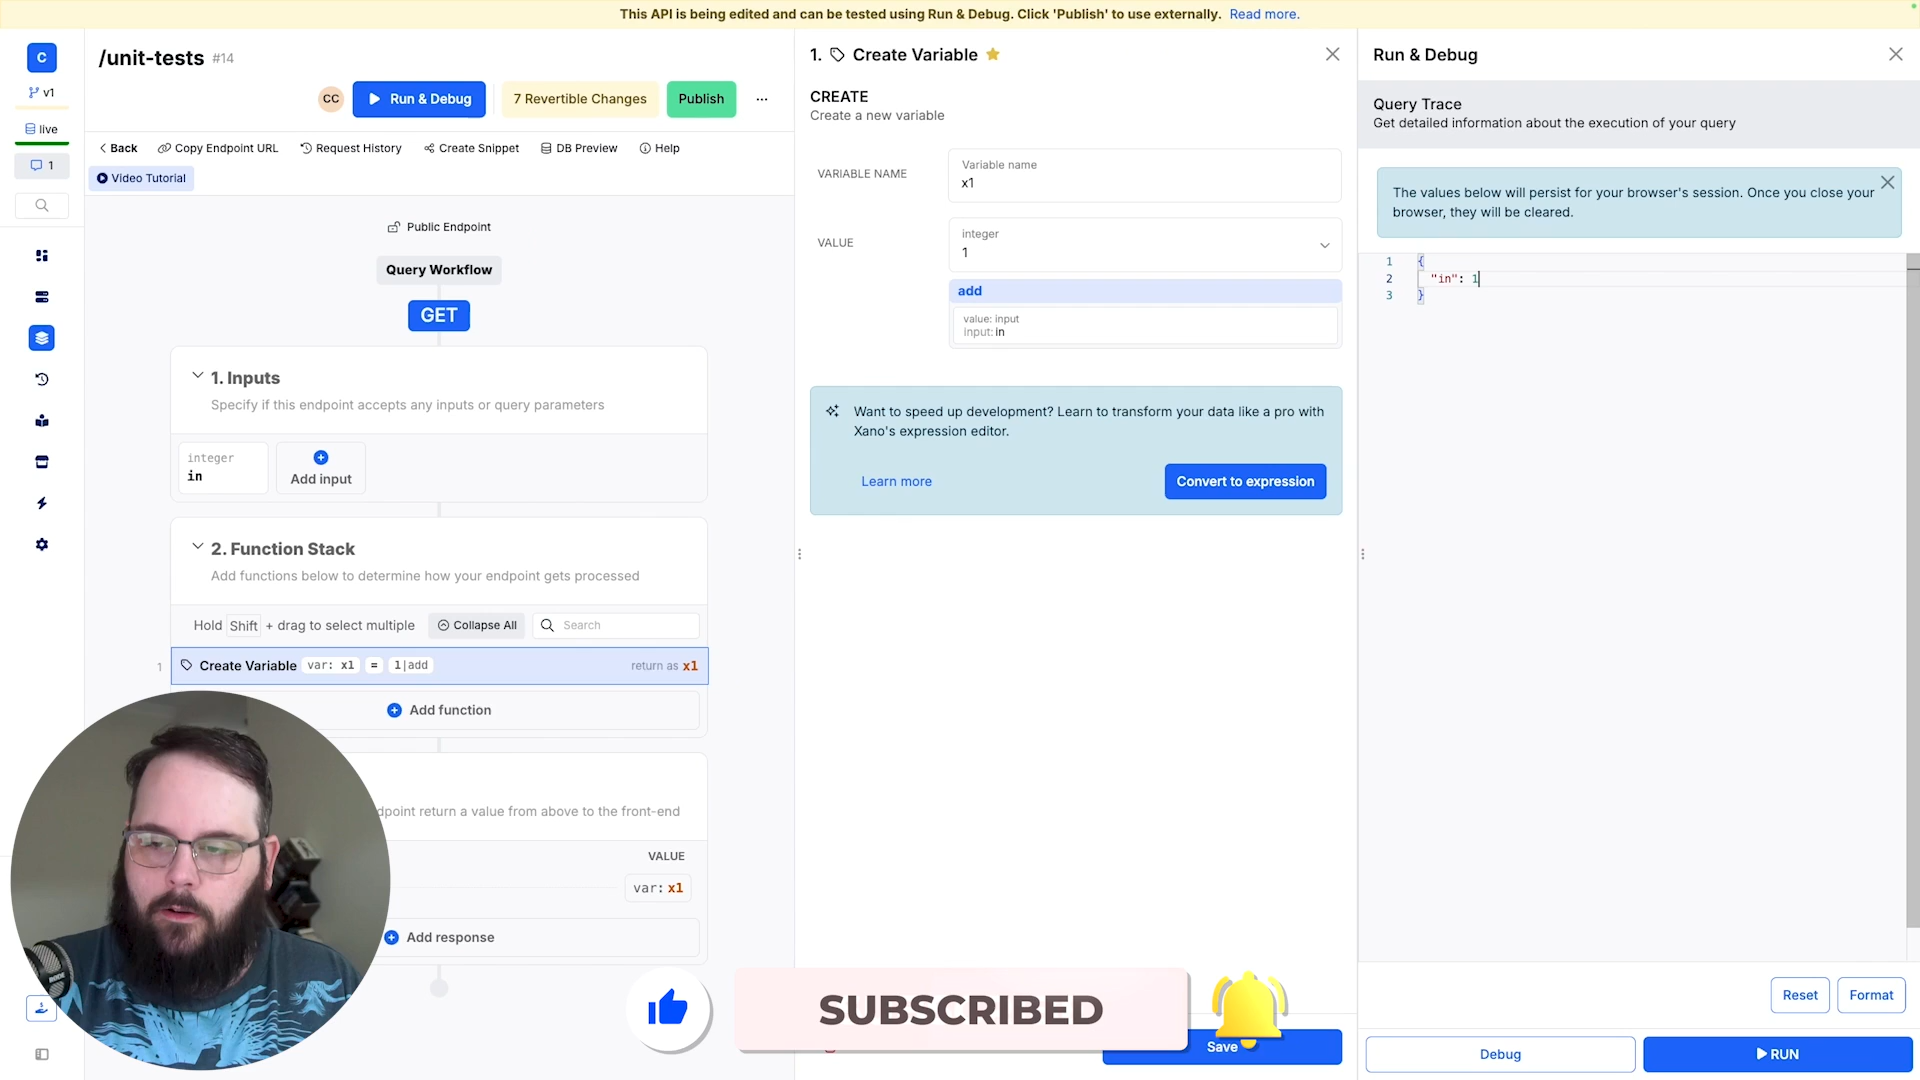 This API is being edited and can be tested using Run & Debug. Click 'Publish' to use externally. Read more.
C
v1
live
1
/unit-tests #14
CC
Run & Debug
7 Revertible Changes
Publish
Back
Copy Endpoint URL
Request History
Create Snippet
DB Preview
Help
Video Tutorial
Public Endpoint
Query Workflow
GET
1. Inputs
Specify if this endpoint accepts any inputs or query parameters
integer
in
Add input
2. Function Stack
Add functions below to determine how your endpoint gets processed
Hold Shift + drag to select multiple
Collapse All
Search
1
Create Variable var: x1 = 1|add
return as x1
Add function
dpoint return a value from above to the front-end
VALUE
var: x1
Add response
1. Create Variable
CREATE
Create a new variable
VARIABLE NAME
Variable name
x1
VALUE
integer
1
add
value: input
input: in
Want to speed up development? Learn to transform your data like a pro with
Xano's expression editor.
Learn more
Convert to expression
SUBSCRIBED
Save
Run & Debug
Query Trace
Get detailed information about the execution of your query
The values below will persist for your browser's session. Once you close your
browser, they will be cleared.
1 {
2 "in": 1
3 }
Reset
Format
Debug
RUN